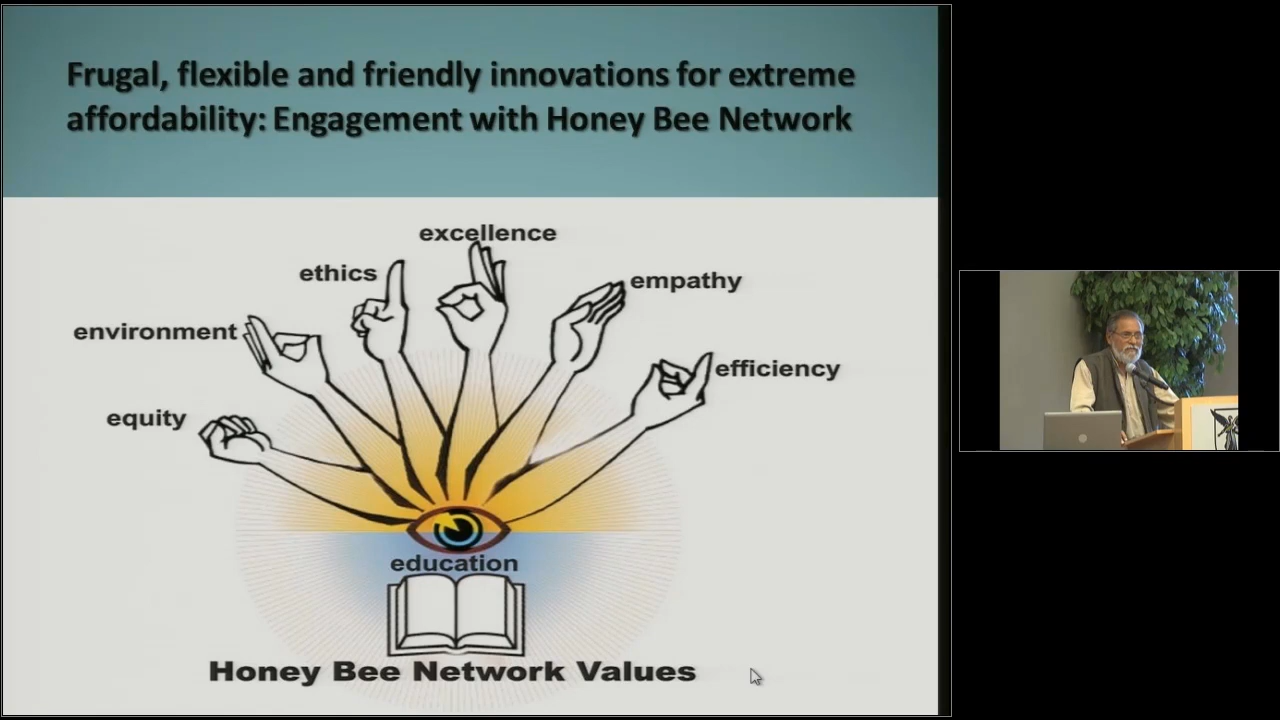 Frugal, flexible and friendly innovations for extreme
affordability: Engagement with Honey Bee Network
excellence
ethics
empathy
environment
efficiency
equity
education
Honey Bee Network Values